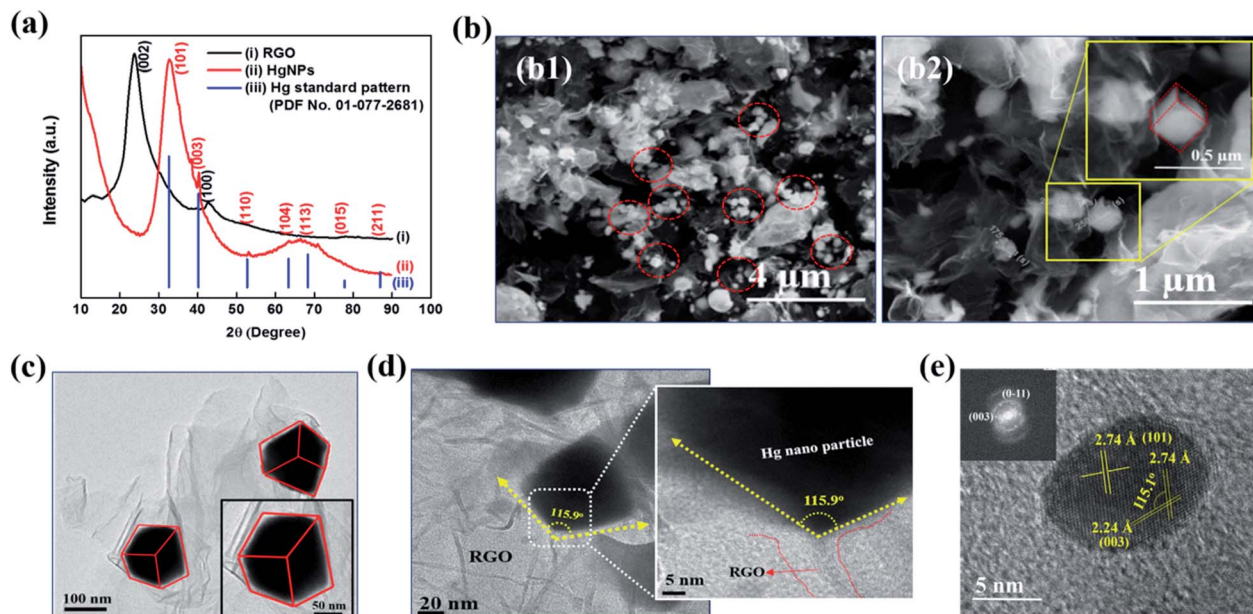 (a)
(002)
(101)
(i) RGO
(ii) HgNPs
(iii) Hg standard pattern
(PDF No. 01-077-2681)
(003)
(100)
(110)
(104)
(113)
(015)
(211)
(i)
(ii)
(iii)
Intensity (a.u.)
10 20 30 40 50 60 70 80 90 100
2θ (Degree)
(b)
(b1)
4 µm
(b2)
0.5 µm
1 µm
(c)
100 nm
50 nm
(d)
115.9°
RGO
20 nm
Hg nano particle
115.9°
RGO
5 nm
(e)
(0-11)
(003)
2.74 Å (101)
2.74 Å
115.1°
2.24 Å
(003)
5 nm